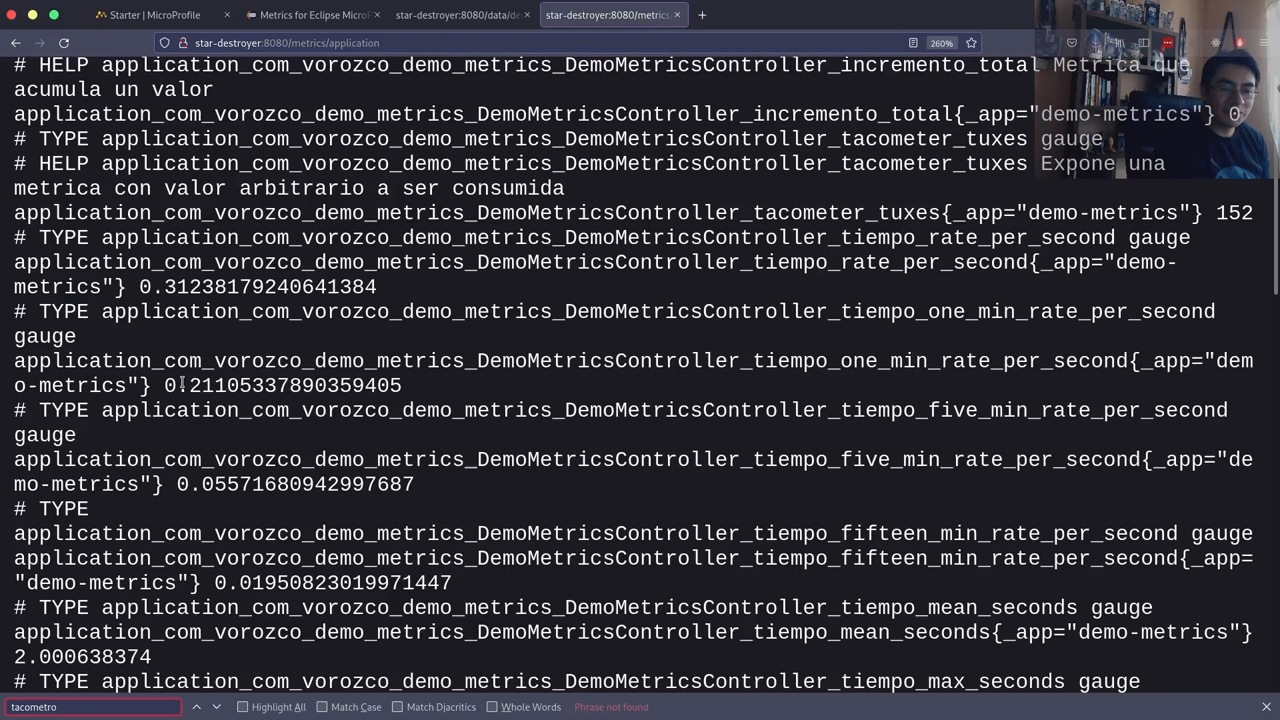 Starter | MicroProfile
Metrics for Eclipse MicroP
star-destroyer:8080/data/de
star-destroyer:8080/metrics
star-destroyer:8080/metrics/application
260%
# HELP application_com_vorozco_demo_metrics_DemoMetricsController_incremento_total Metrica que
acumula un valor
application_com_vorozco_demo_metrics_DemoMetricsController_incremento_total{_app="demo-metrics"} 0
# TYPE application_com_vorozco_demo_metrics_DemoMetricsController_tacometer_tuxes gauge
# HELP application_com_vorozco_demo_metrics_DemoMetricsController_tacometer_tuxes Expone una
metrica con valor arbitrario a ser consumida
application_com_vorozco_demo_metrics_DemoMetricsController_tacometer_tuxes{_app="demo-metrics"} 152
# TYPE application_com_vorozco_demo_metrics_DemoMetricsController_tiempo_rate_per_second gauge
application_com_vorozco_demo_metrics_DemoMetricsController_tiempo_rate_per_second{_app="demo-
metrics"} 0.31238179240641384
# TYPE application_com_vorozco_demo_metrics_DemoMetricsController_tiempo_one_min_rate_per_second
gauge
application_com_vorozco_demo_metrics_DemoMetricsController_tiempo_one_min_rate_per_second{_app="dem
o-metrics"} 0.211053378903594​05
# TYPE application_com_vorozco_demo_metrics_DemoMetricsController_tiempo_five_min_rate_per_second
gauge
application_com_vorozco_demo_metrics_DemoMetricsController_tiempo_five_min_rate_per_second{_app="de
mo-metrics"} 0.05571680942997687
# TYPE
application_com_vorozco_demo_metrics_DemoMetricsController_tiempo_fifteen_min_rate_per_second gauge
application_com_vorozco_demo_metrics_DemoMetricsController_tiempo_fifteen_min_rate_per_second{_app=
"demo-metrics"} 0.01950823019971447
# TYPE application_com_vorozco_demo_metrics_DemoMetricsController_tiempo_mean_seconds gauge
application_com_vorozco_demo_metrics_DemoMetricsController_tiempo_mean_seconds{_app="demo-metrics"}
2.000638374
# TYPE application_com_vorozco_demo_metrics_DemoMetricsController_tiempo_max_seconds gauge
tacometro
Highlight All
Match Case
Match Diacritics
Whole Words
Phrase not found